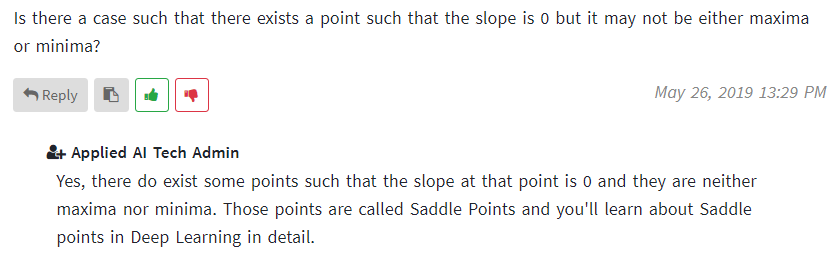 Is there a case such that there exists a point such that the slope is 0 but it may not be either maxima
or minima?
Reply
May 26, 2019 13:29 PM
Applied AI Tech Admin
Yes, there do exist some points such that the slope at that point is 0 and they are neither
maxima nor minima. Those points are called Saddle Points and you'll learn about Saddle
points in Deep Learning in detail.